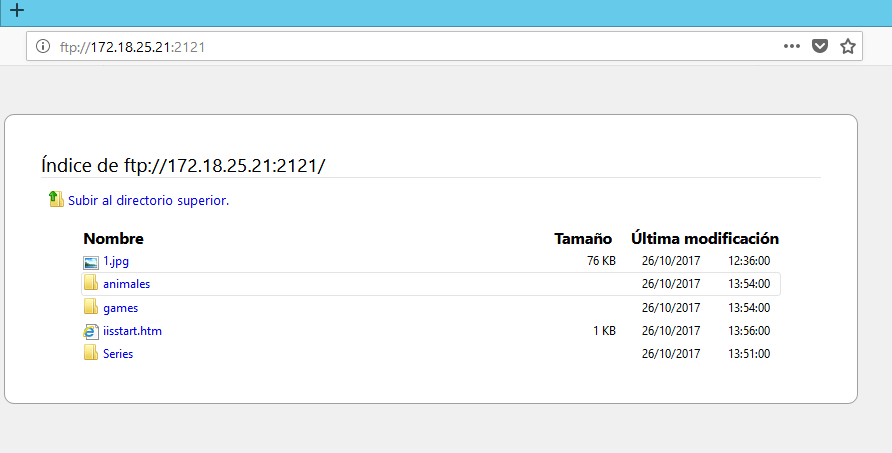 ftp://172.18.25.21:2121
Índice de ftp://172.18.25.21:2121/
Subir al directorio superior.
Nombre Tamaño Última modificación
1.jpg 76 KB 26/10/2017 12:36:00
animales 26/10/2017 13:54:00
games 26/10/2017 13:54:00
iisstart.htm 1 KB 26/10/2017 13:56:00
Series 26/10/2017 13:51:00